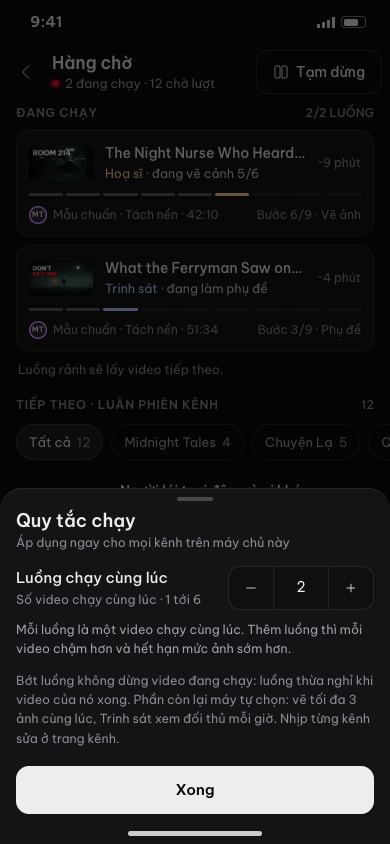 9:41
Hàng chờ
2 đang chạy · 12 chờ lượt
Tạm dừng
ĐANG CHẠY
2/2 LUỒNG
ROOM 214
The Night Nurse Who Heard...
~9 phút
Hoạ sĩ · đang vẽ cảnh 5/6
MT Mẫu chuẩn · Tách nền · 42:10
Bước 6/9 · Vẽ ảnh
DON'T
PAY HIM
What the Ferryman Saw on...
~4 phút
Trinh sát · đang làm phụ đề
MT Mẫu chuẩn · Tách nền · 51:34
Bước 3/9 · Phụ đề
Luồng rảnh sẽ lấy video tiếp theo.
TIẾP THEO · LUÂN PHIÊN KÊNH
12
Tất cả 12
Midnight Tales 4
Chuyện Lạ 5
Quy tắc chạy
Áp dụng ngay cho mọi kênh trên máy chủ này
Luồng chạy cùng lúc
Số video chạy cùng lúc · 1 tới 6
− 2 +
Mỗi luồng là một video chạy cùng lúc. Thêm luồng thì mỗi
video chậm hơn và hết hạn mức ảnh sớm hơn.
Bớt luồng không dừng video đang chạy: luồng thừa nghỉ khi
video của nó xong. Phần còn lại máy tự chọn: vẽ tối đa 3
ảnh cùng lúc, Trinh sát xem đối thủ mỗi giờ. Nhịp từng kênh
sửa ở trang kênh.
Xong